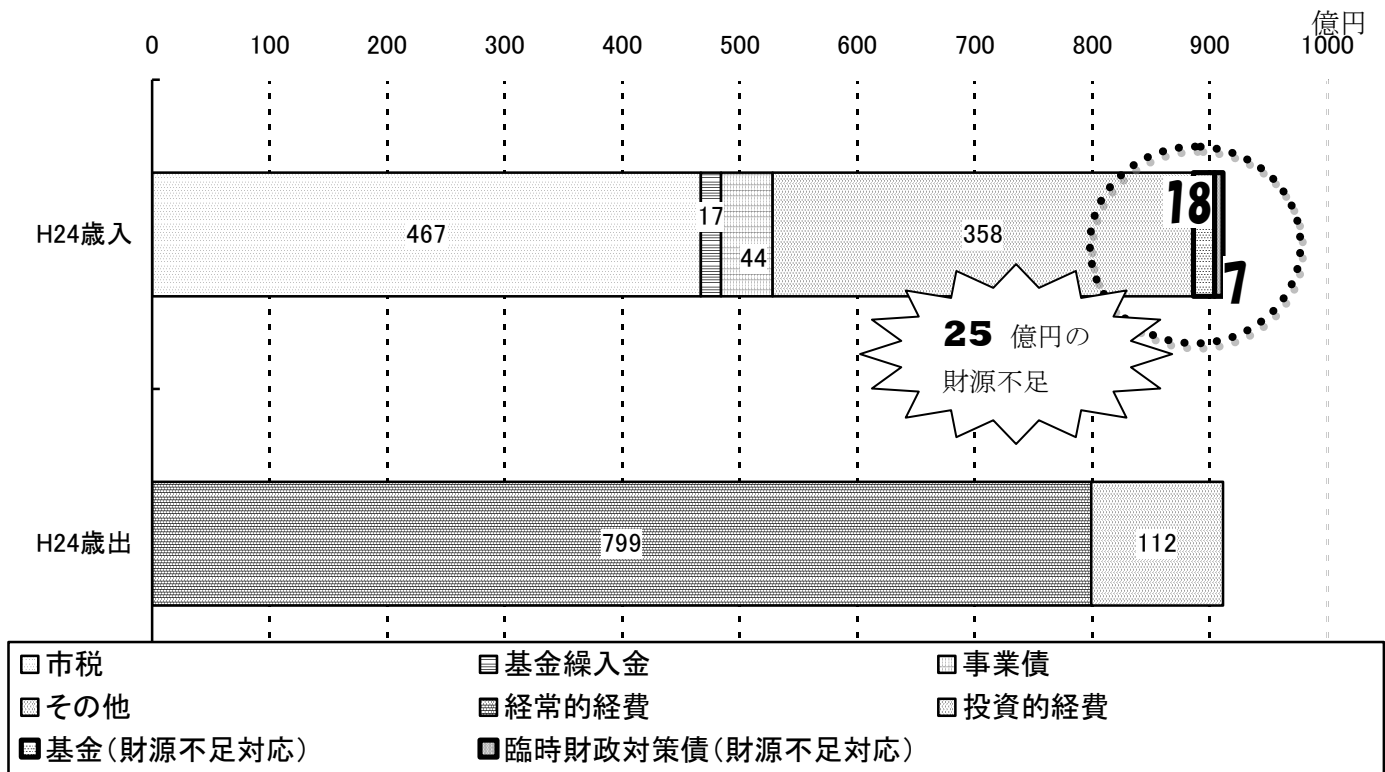 億円
0 100 200 300 400 500 600 700 800 900 1000
H24歳入
467
17
44
358
18
7
25 億円の
財源不足
H24歳出
799
112
市税 基金繰入金 事業債
その他 経常的経費 投資的経費
基金(財源不足対応) 臨時財政対策債(財源不足対応)